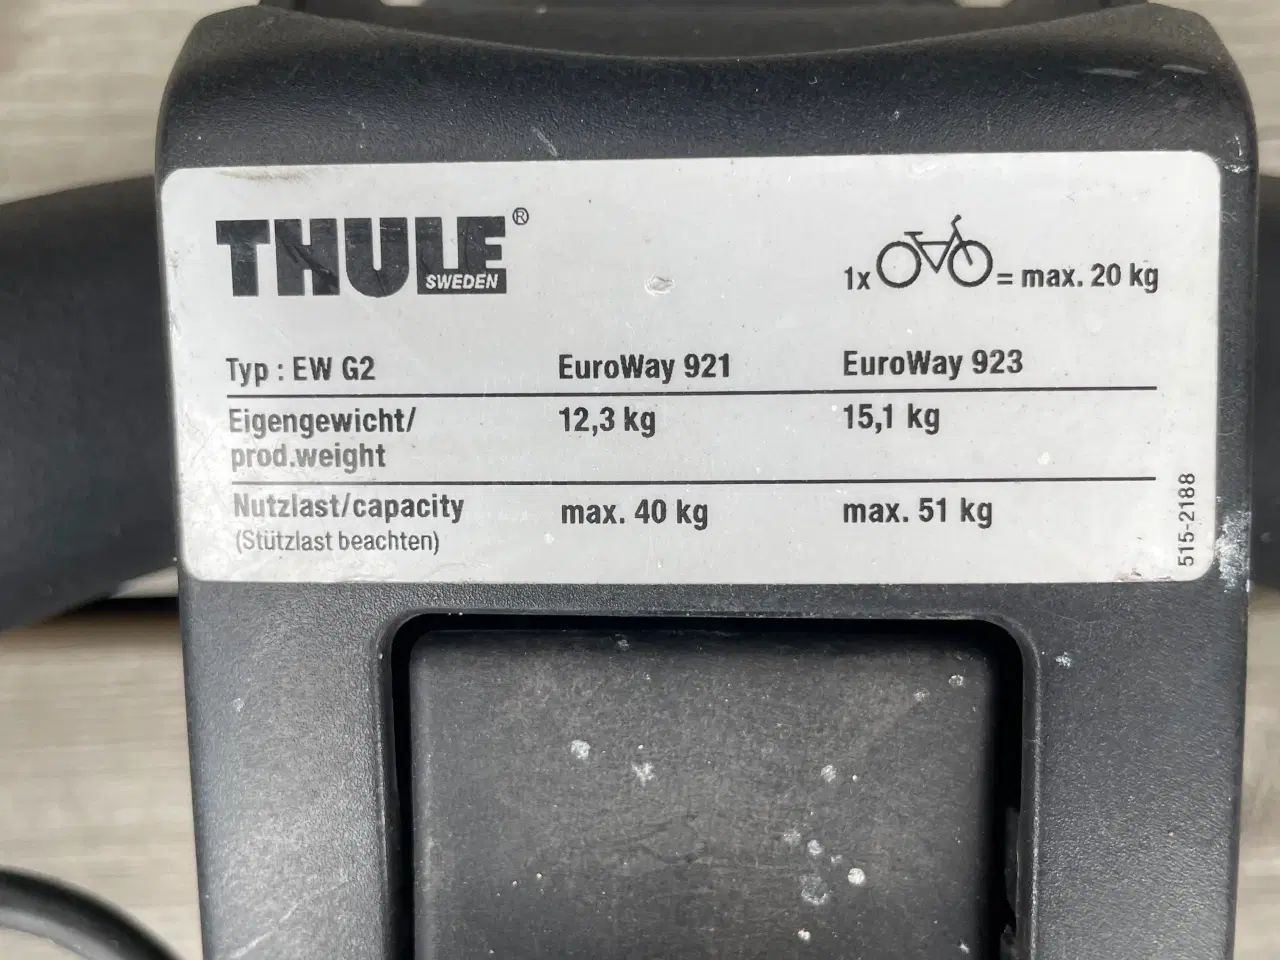 THULE®
SWEDEN
1x = max. 20 kg
Typ : EW G2 EuroWay 921 EuroWay 923
Eigengewicht/ 12,3 kg 15,1 kg
prod.weight
Nutzlast/capacity max. 40 kg max. 51 kg
(Stützlast beachten)
515-2188